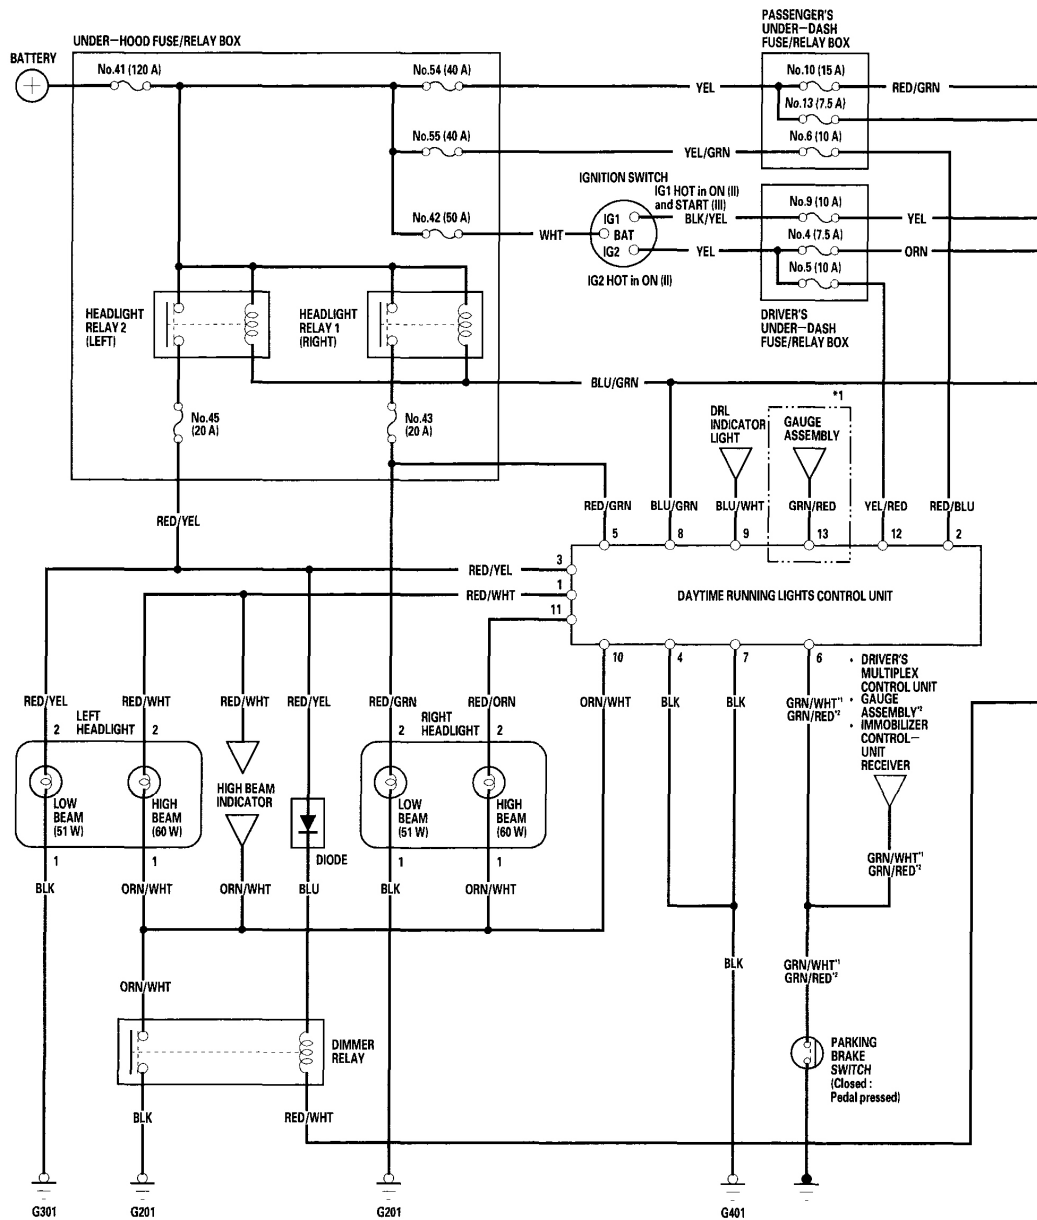 PASSENGER'S
UNDER-DASH
FUSE/RELAY BOX
UNDER-HOOD FUSE/RELAY BOX
BATTERY
No.41 (120 A)
No.54 (40 A)
YEL
No.10 (15 A)
RED/GRN
No.13 (7.5 A)
No.55 (40 A)
YEL/GRN
No.6 (10 A)
IGNITION SWITCH
IG1 HOT in ON (II)
and START (III)
No.42 (50 A)
WHT
IG1
BAT
IG2
BLK/YEL
No.9 (10 A)
YEL
YEL
No.4 (7.5 A)
ORN
No.5 (10 A)
IG2 HOT in ON (II)
DRIVER'S
UNDER-DASH
FUSE/RELAY BOX
HEADLIGHT
RELAY 2
(LEFT)
HEADLIGHT
RELAY 1
(RIGHT)
BLU/GRN
No.45
(20 A)
No.43
(20 A)
DRL
INDICATOR
LIGHT
*1
GAUGE
ASSEMBLY
RED/YEL
RED/GRN
BLU/GRN
BLU/WHT
GRN/RED
YEL/RED
RED/BLU
5
8
9
13
12
2
RED/YEL
3
RED/WHT
1
11
DAYTIME RUNNING LIGHTS CONTROL UNIT
10
4
7
6
• DRIVER'S
MULTIPLEX
CONTROL UNIT
• GAUGE
ASSEMBLY*2
• IMMOBILIZER
CONTROL-
UNIT
RECEIVER
RED/YEL
RED/WHT
RED/WHT
RED/YEL
RED/GRN
RED/ORN
ORN/WHT
BLK
BLK
GRN/WHT*1
GRN/RED*2
2
LEFT
HEADLIGHT
2
2
RIGHT
HEADLIGHT
2
LOW
BEAM
(51 W)
HIGH
BEAM
(60 W)
HIGH BEAM
INDICATOR
LOW
BEAM
(51 W)
HIGH
BEAM
(60 W)
1
1
DIODE
1
1
GRN/WHT*1
GRN/RED*2
BLK
ORN/WHT
ORN/WHT
BLU
BLK
ORN/WHT
BLK
GRN/WHT*1
GRN/RED*2
ORN/WHT
DIMMER
RELAY
PARKING
BRAKE
SWITCH
(Closed :
Pedal pressed)
BLK
RED/WHT
G301
G201
G201
G401